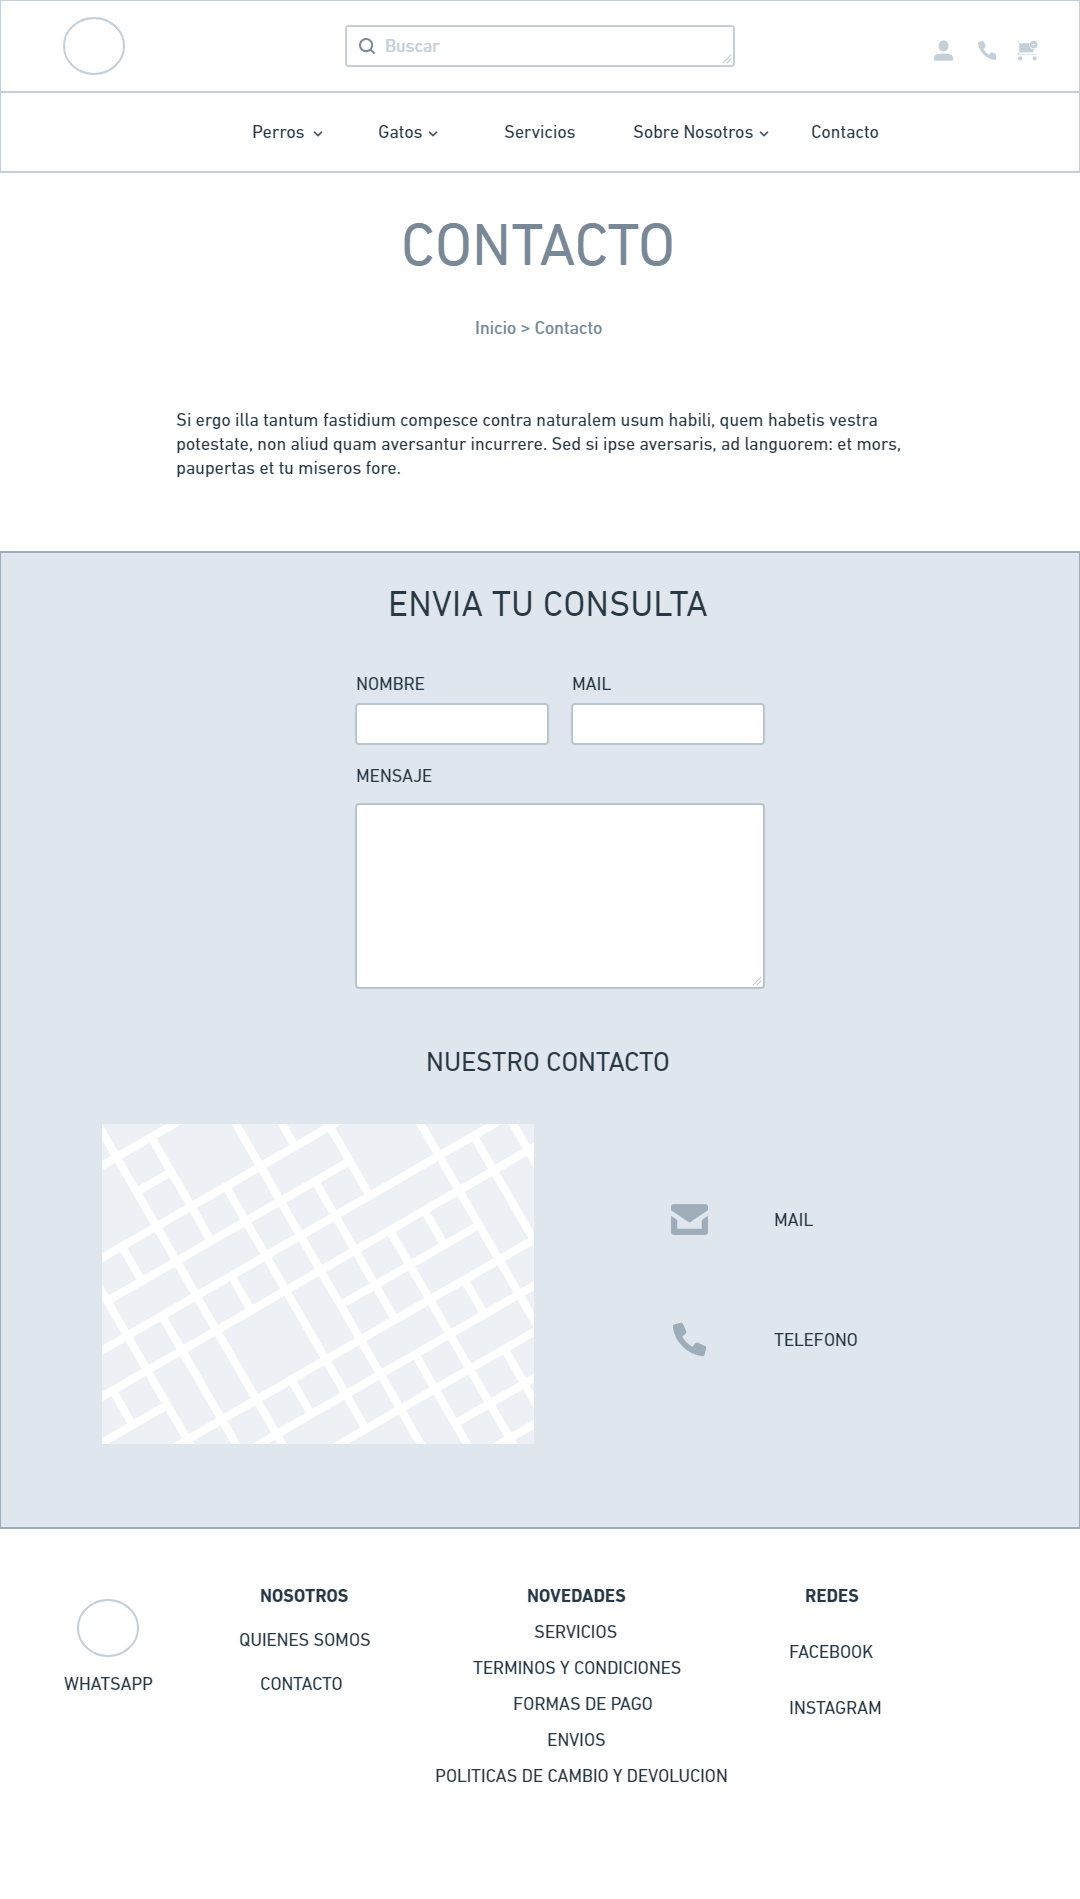 Buscar
Perros
Gatos
Servicios
Sobre Nosotros
Contacto
CONTACTO
Inicio > Contacto
Si ergo illa tantum fastidium compesce contra naturalem usum habili, quem habetis vestra
potestate, non aliud quam aversantur incurrere. Sed si ipse aversaris, ad languorem: et mors,
paupertas et tu miseros fore.
ENVIA TU CONSULTA
NOMBRE
MAIL
MENSAJE
NUESTRO CONTACTO
MAIL
TELEFONO
WHATSAPP
NOSOTROS
QUIENES SOMOS
CONTACTO
NOVEDADES
SERVICIOS
TERMINOS Y CONDICIONES
FORMAS DE PAGO
ENVIOS
POLITICAS DE CAMBIO Y DEVOLUCION
REDES
FACEBOOK
INSTAGRAM